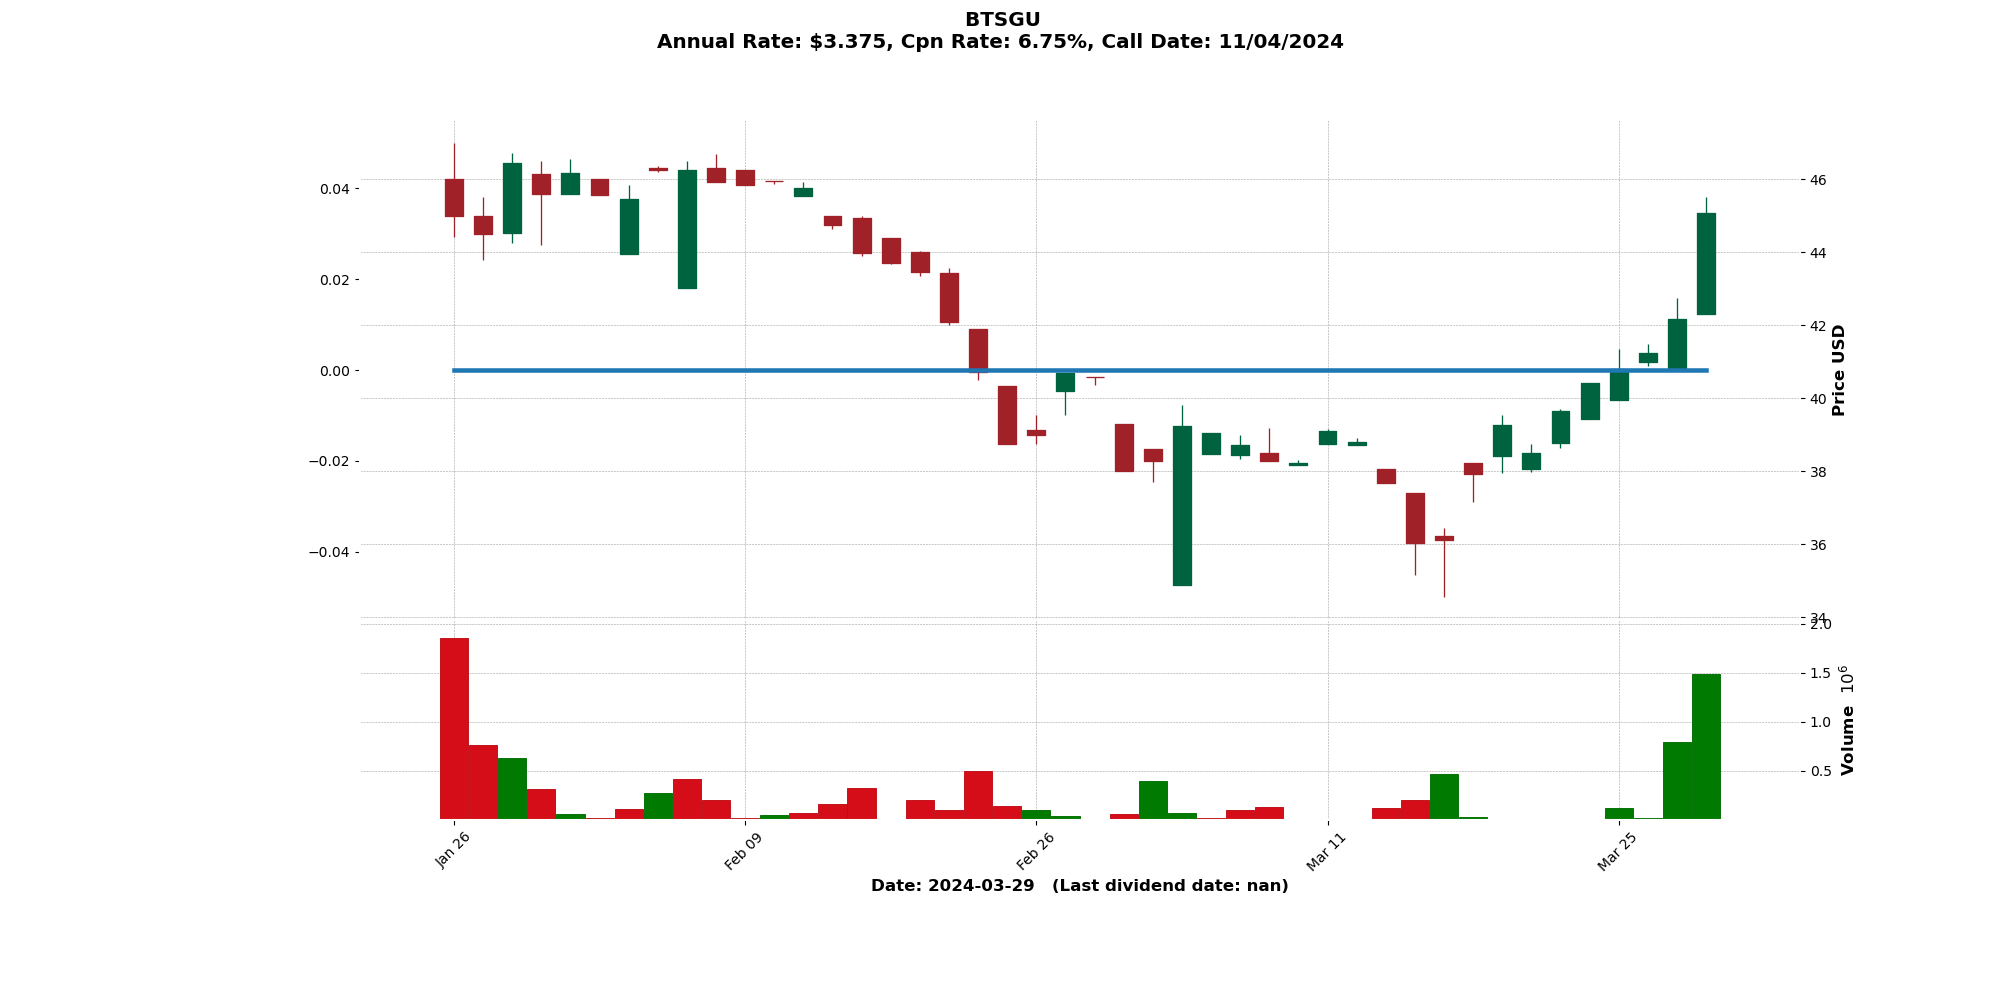 BTSGU
Annual Rate: $3.375, Cpn Rate: 6.75%, Call Date: 11/04/2024
0.04
0.02
0.00
−0.02
−0.04
46
44
42
40
38
36
34
Price USD
2.0
1.5
1.0
0.5
Volume 10^6
Jan 26
Feb 09
Feb 26
Mar 11
Mar 25
Date: 2024-03-29 (Last dividend date: nan)